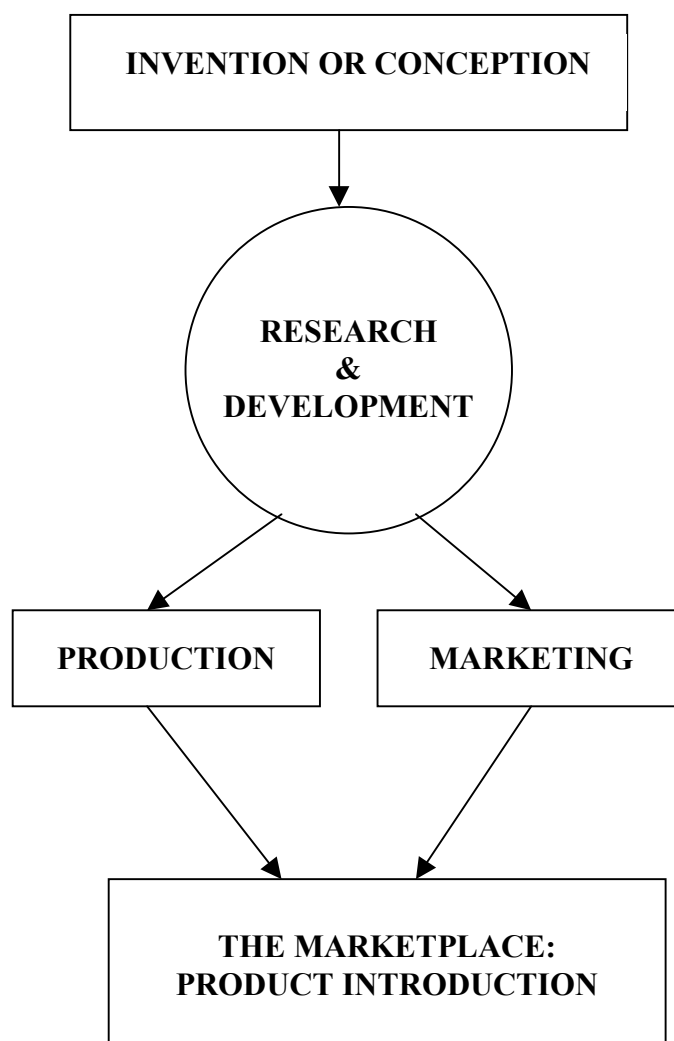 INVENTION OR CONCEPTION
RESEARCH
&
DEVELOPMENT
PRODUCTION
MARKETING
THE MARKETPLACE:
PRODUCT INTRODUCTION